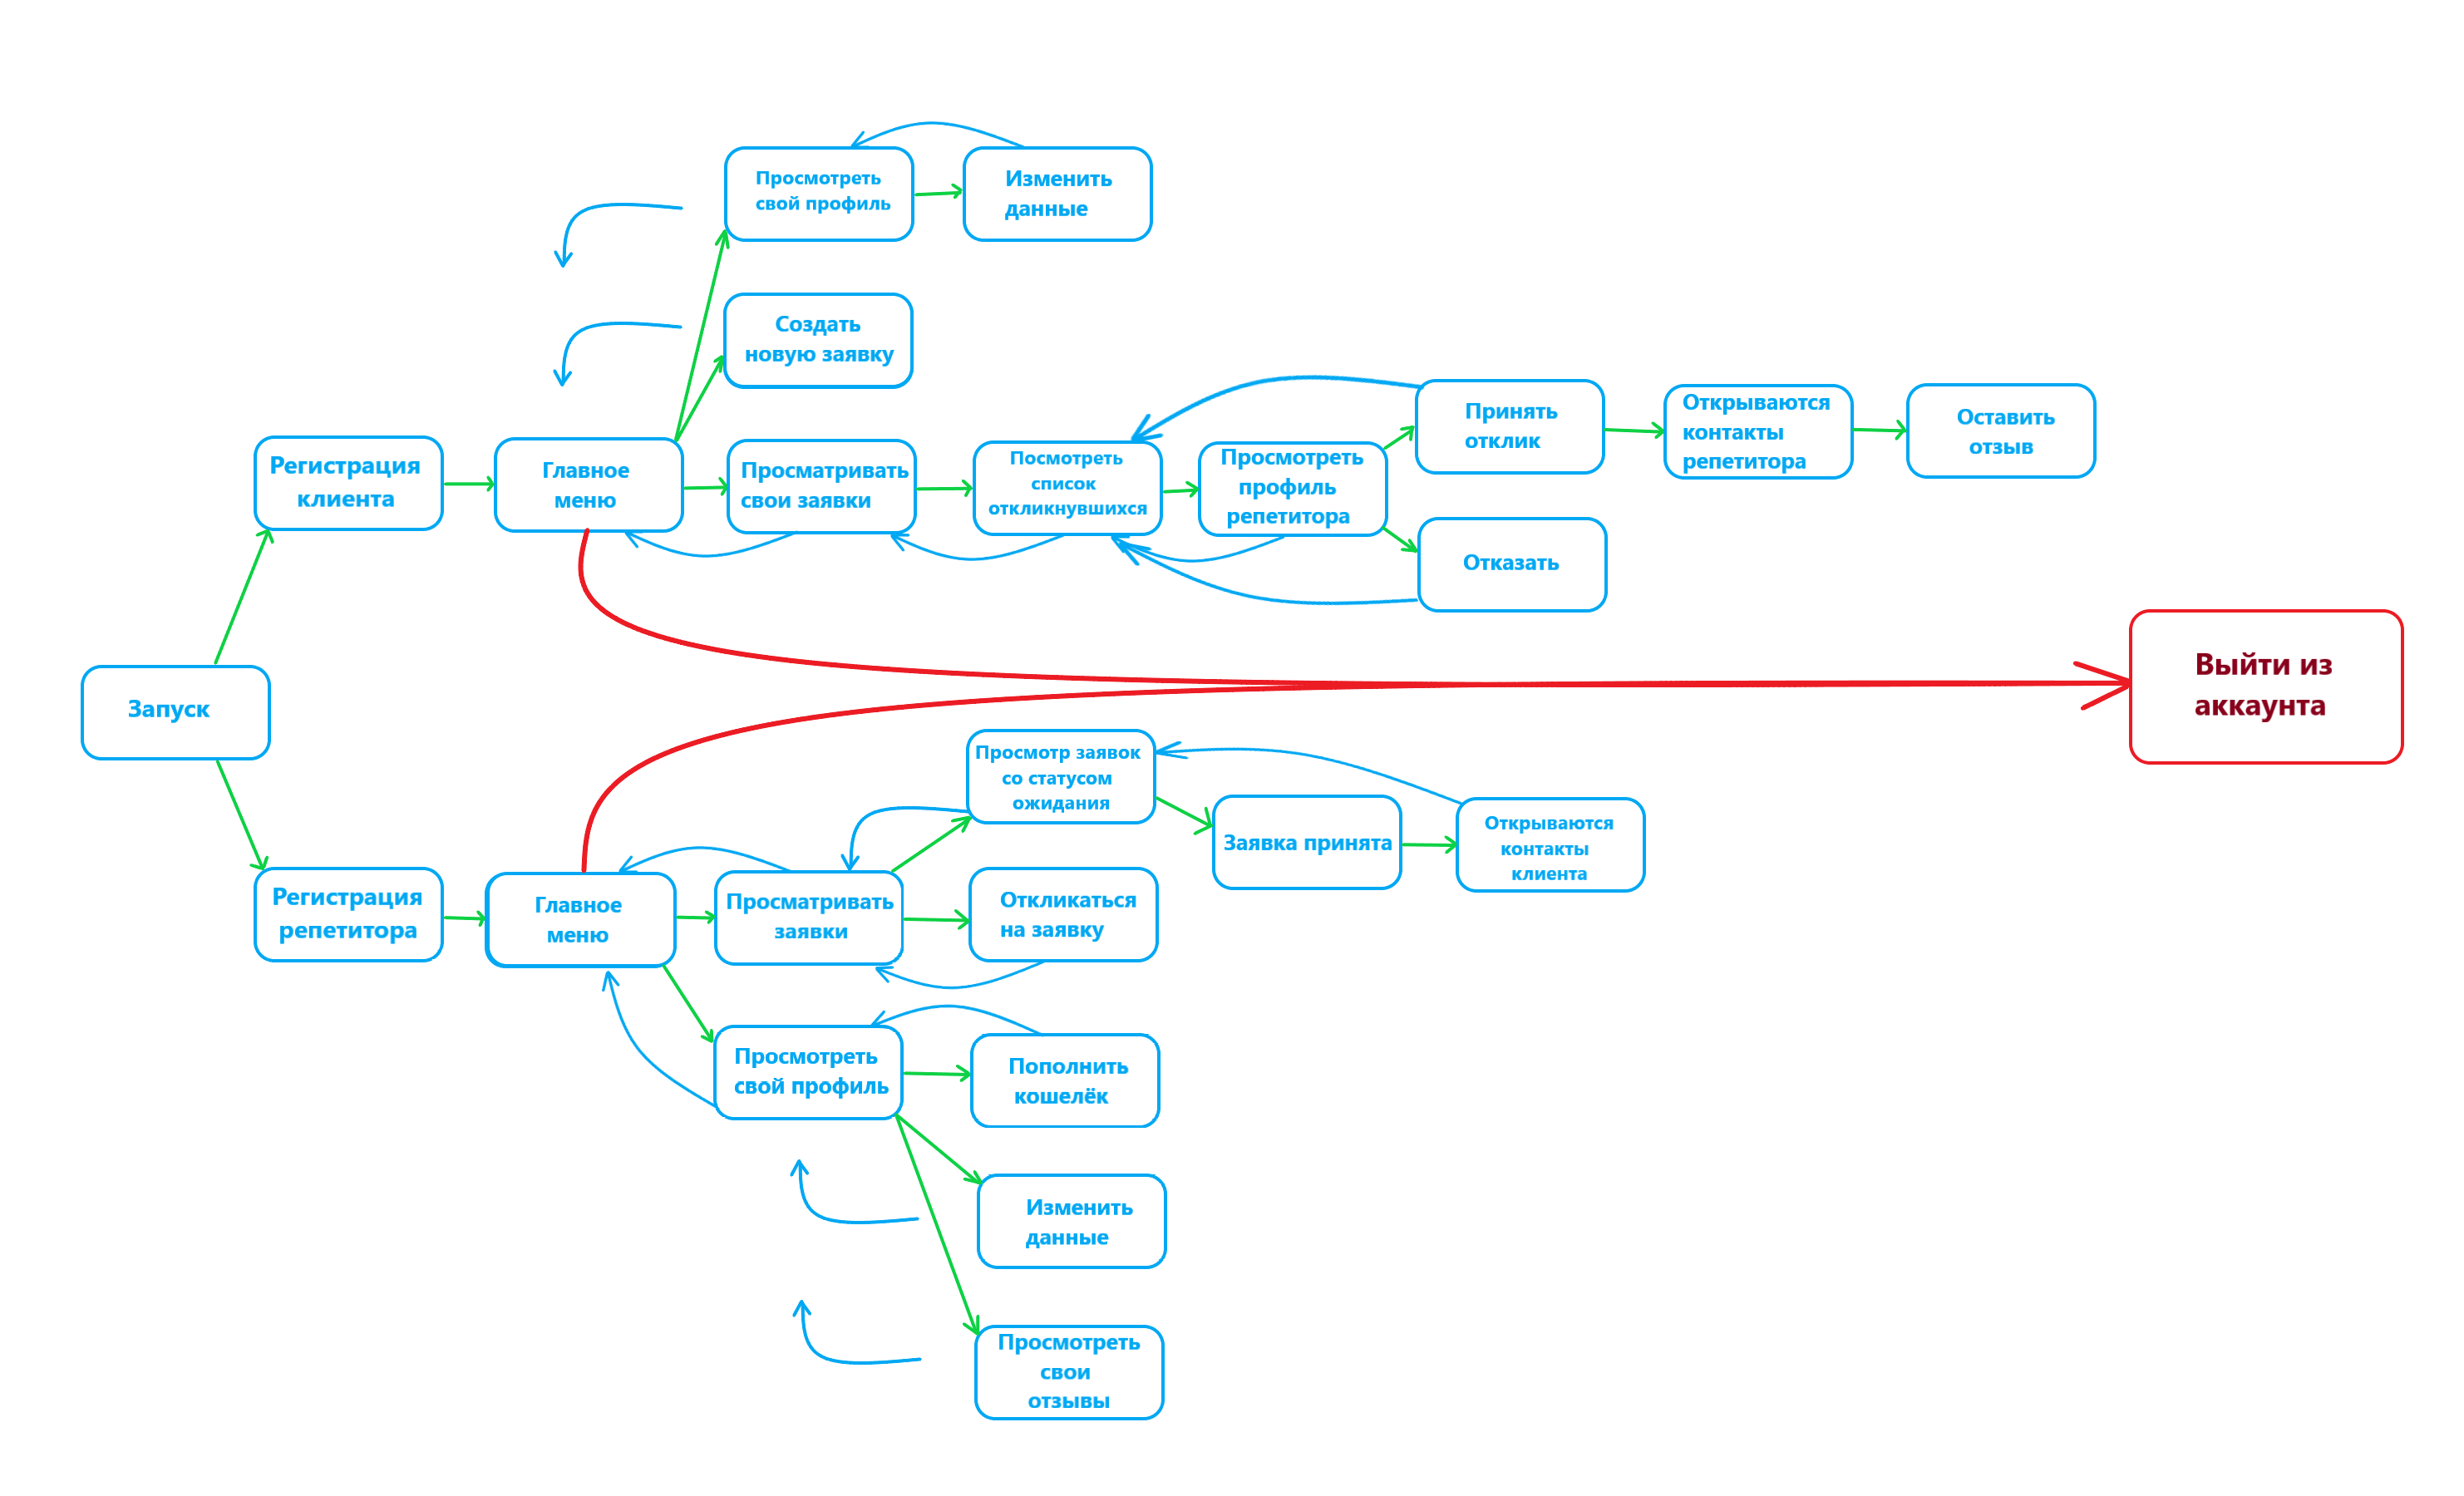 Просмотреть
свой профиль
Изменить
данные
Создать
новую заявку
Регистрация
клиента
Главное
меню
Просматривать
свои заявки
Посмотреть
список
откликнувшихся
Просмотреть
профиль
репетитора
Принять
отклик
Открываются
контакты
репетитора
Оставить
отзыв
Отказать
Запуск
Выйти из
аккаунта
Просмотр заявок
со статусом
ожидания
Заявка принята
Открываются
контакты
клиента
Регистрация
репетитора
Главное
меню
Просматривать
заявки
Откликаться
на заявку
Просмотреть
свой профиль
Пополнить
кошелёк
Изменить
данные
Просмотреть
свои
отзывы